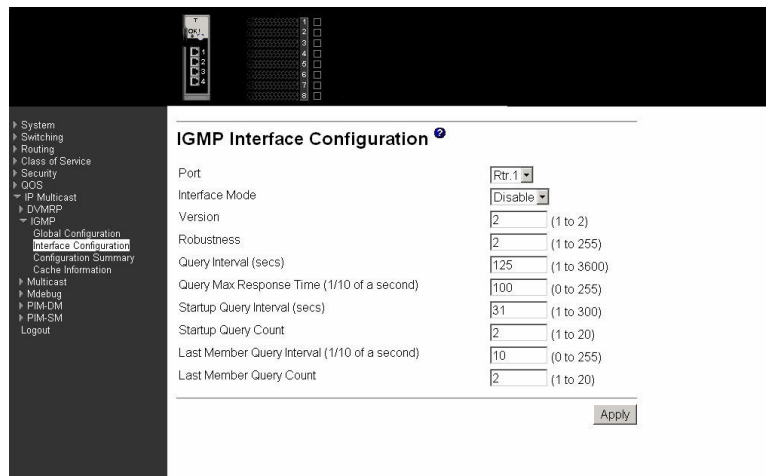 T
OK!
1
2
3
4
1
2
3
4
5
6
7
8
System
Switching
Routing
Class of Service
Security
QOS
IP Multicast
DVMRP
IGMP
Global Configuration
Interface Configuration
Configuration Summary
Cache Information
Multicast
Mdebug
PIM-DM
PIM-SM
Logout
IGMP Interface Configuration ?
Port Rtr.1
Interface Mode Disable
Version 2 (1 to 2)
Robustness 2 (1 to 255)
Query Interval (secs) 125 (1 to 3600)
Query Max Response Time (1/10 of a second) 100 (0 to 255)
Startup Query Interval (secs) 31 (1 to 300)
Startup Query Count 2 (1 to 20)
Last Member Query Interval (1/10 of a second) 10 (0 to 255)
Last Member Query Count 2 (1 to 20)
Apply